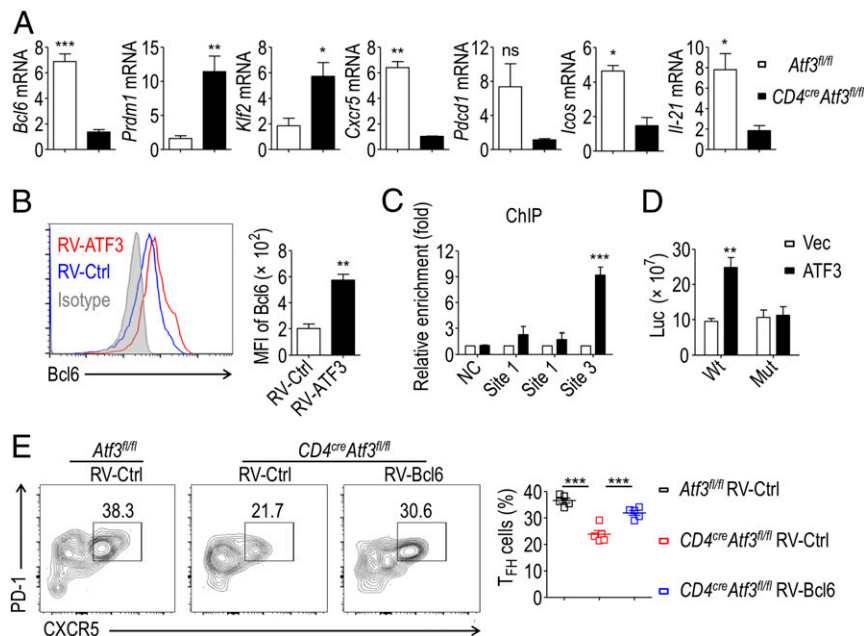 A
Bcl6 mRNA
8
6
4
2
0
***
Prdm1 mRNA
15
10
5
0
**
Klf2 mRNA
8
6
4
2
0
*
Cxcr5 mRNA
8
6
4
2
0
**
Pdcd1 mRNA
12
8
4
0
ns
Icos mRNA
6
4
2
0
*
Il-21 mRNA
10
8
6
4
2
0
*
Atf3fl/fl
CD4creAtf3fl/fl
B
RV-ATF3
RV-Ctrl
Isotype
Bcl6
MFI of Bcl6 (× 10²)
8
6
4
2
0
**
RV-Ctrl
RV-ATF3
C
ChIP
Relative enrichment (fold)
12
9
6
3
0
***
NC
Site 1
Site 1
Site 3
D
Vec
ATF3
Luc (× 10⁷)
30
20
10
0
**
Wt
Mut
E
Atf3fl/fl
CD4creAtf3fl/fl
RV-Ctrl
RV-Ctrl
RV-Bcl6
38.3
21.7
30.6
PD-1
CXCR5
TFH cells (%)
40
30
20
10
0
***
***
Atf3fl/fl RV-Ctrl
CD4creAtf3fl/fl RV-Ctrl
CD4creAtf3fl/fl RV-Bcl6